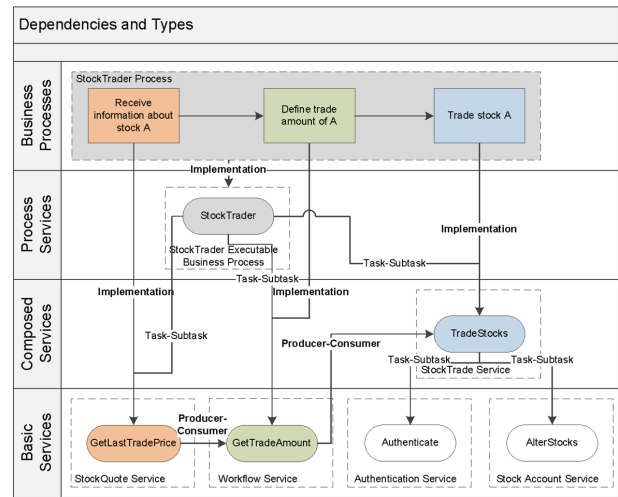 Dependencies and Types
Business
Processes
StockTrader Process
Receive
information about
stock A
Define trade
amount of A
Trade stock A
Implementation
Process
Services
StockTrader
StockTrader Executable
Business Process
Implementation
Task-Subtask
Task-Subtask
Implementation
Implementation
Composed
Services
Task-Subtask
Producer-Consumer
TradeStocks
Task-Subtask
Task-Subtask
StockTrade Service
Basic
Services
GetLastTradePrice
Producer-
Consumer
GetTradeAmount
Authenticate
AlterStocks
StockQuote Service
Workflow Service
Authentication Service
Stock Account Service